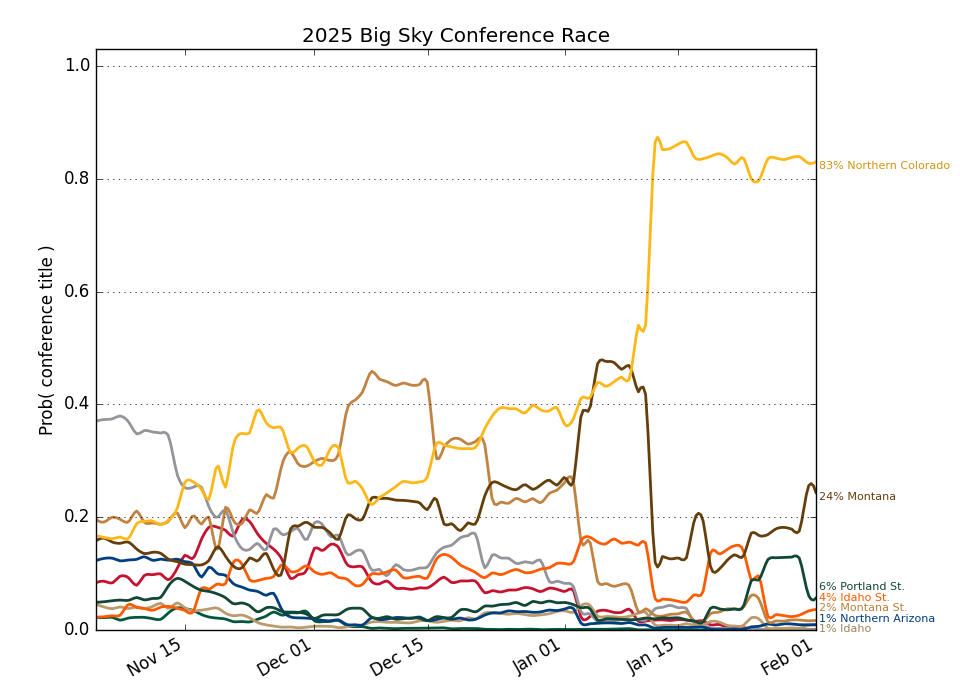 2025 Big Sky Conference Race
Prob( conference title )
1.0
0.8
0.6
0.4
0.2
0.0
Nov 15
Dec 01
Dec 15
Jan 01
Jan 15
Feb 01
83% Northern Colorado
24% Montana
6% Portland St.
4% Idaho St.
2% Montana St.
1% Northern Arizona
1% Idaho